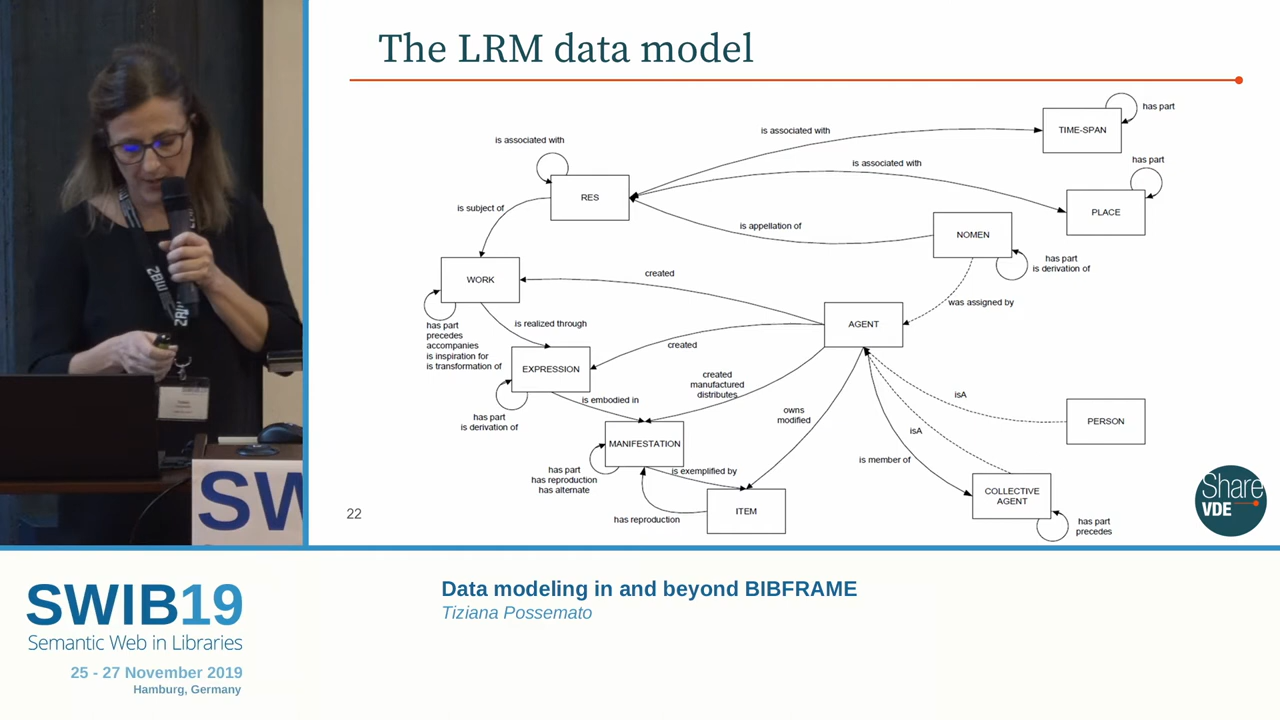 The LRM data model
has part
TIME-SPAN
is associated with
is associated with
is associated with
has part
RES
PLACE
is subject of
is appellation of
NOMEN
has part
is derivation of
WORK
created
was assigned by
has part
precedes
accompanies
is inspiration for
is transformation of
is realized through
AGENT
created
EXPRESSION
created
manufactured
distributes
is embodied in
isA
owns
modified
PERSON
has part
is derivation of
isA
MANIFESTATION
is member of
has part
has reproduction
has alternate
is exemplified by
COLLECTIVE
AGENT
ITEM
has reproduction
has part
precedes
22
Share
VDE
SW
SWIB19
Semantic Web in Libraries
25 - 27 November 2019
Hamburg, Germany
Data modeling in and beyond BIBFRAME
Tiziana Possemato